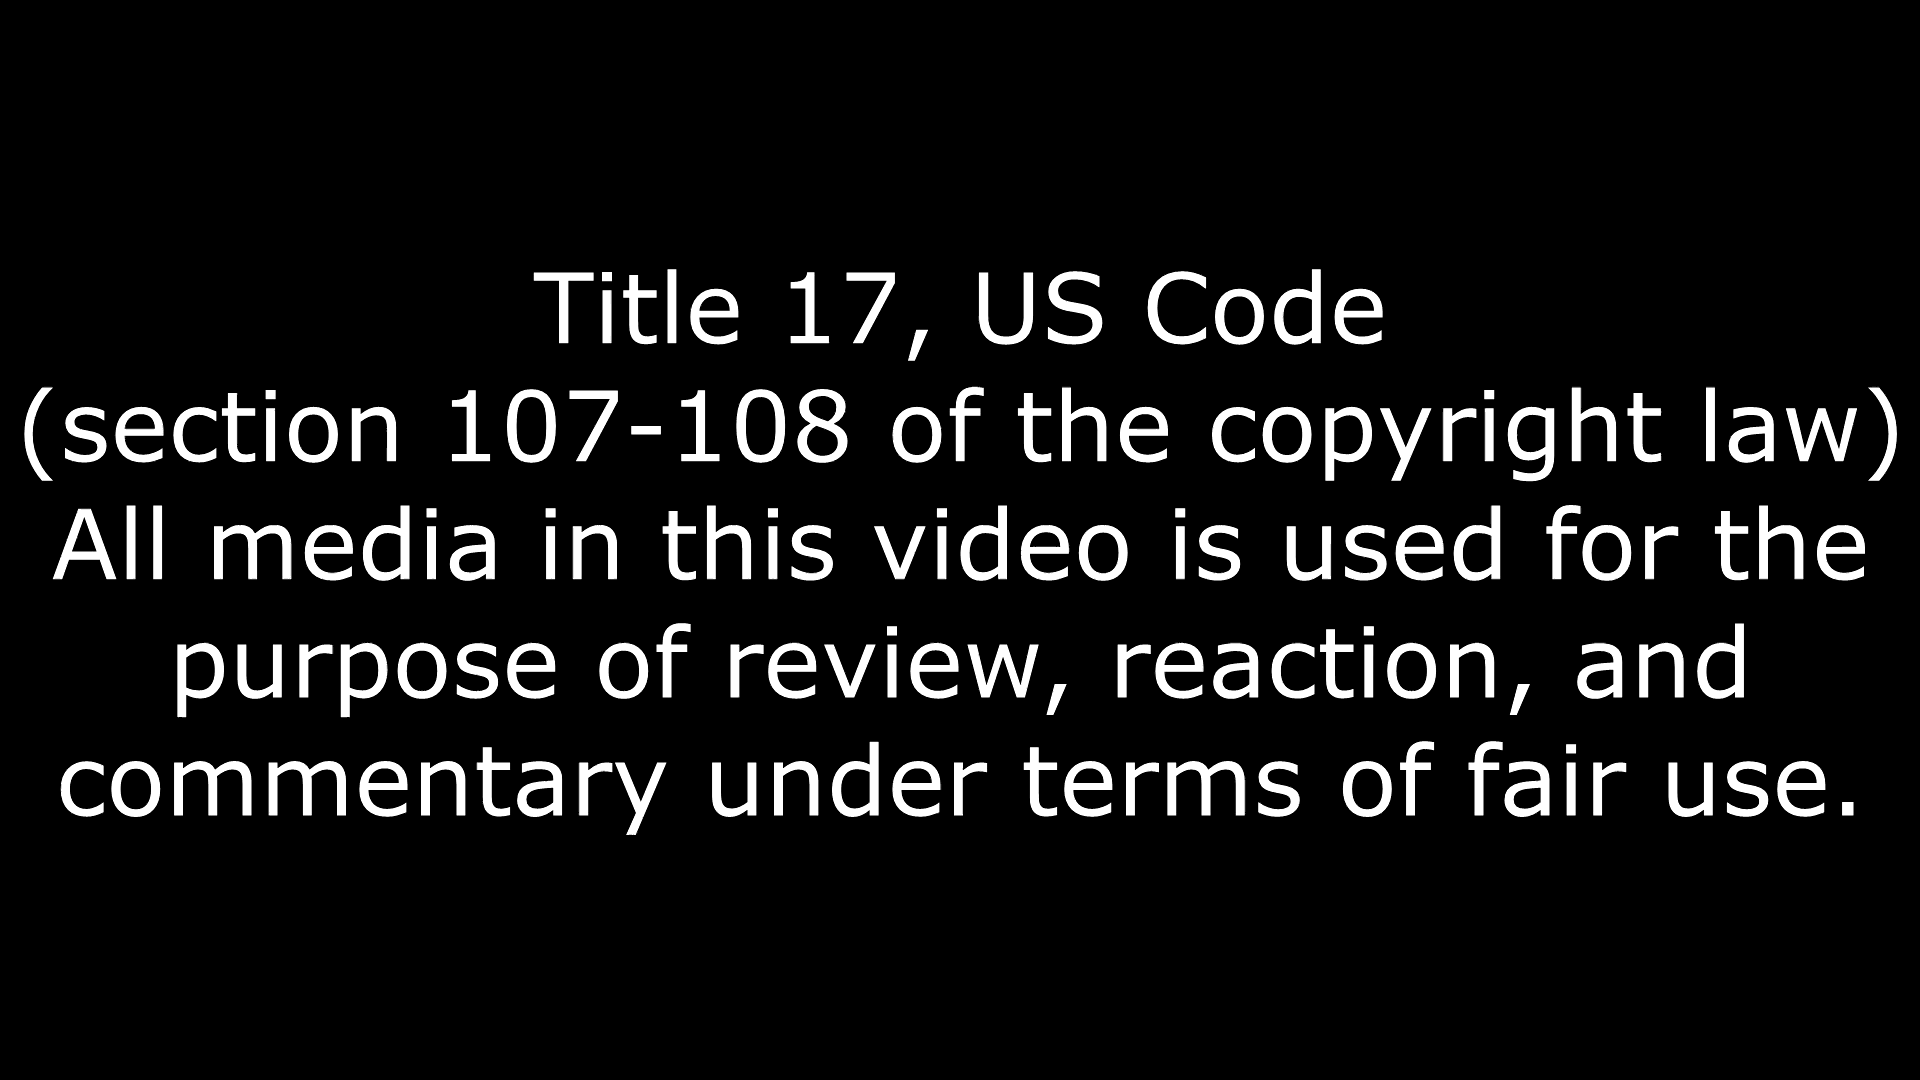 Title 17, US Code
(section 107-108 of the copyright law)
All media in this video is used for the
purpose of review, reaction, and
commentary under terms of fair use.